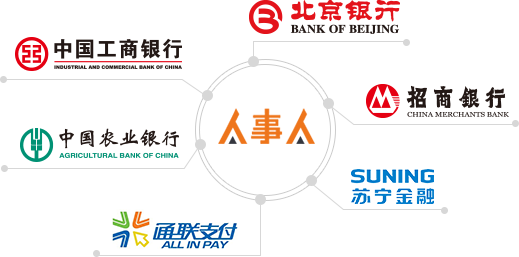 北京银行
BANK OF BEIJING
中国工商银行
INDUSTRIAL AND COMMERCIAL BANK OF CHINA
招商银行
CHINA MERCHANTS BANK
人事人
中国农业银行
AGRICULTURAL BANK OF CHINA
SUNING
苏宁金融
通联支付
ALL IN PAY